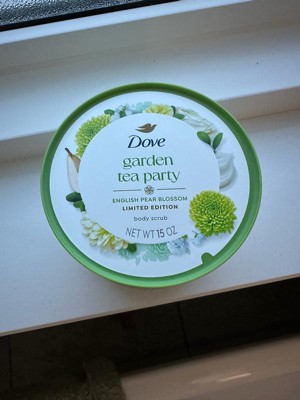 Dove
garden
tea party
ENGLISH PEAR BLOSSOM
LIMITED EDITION
body scrub
NET WT 15 OZ